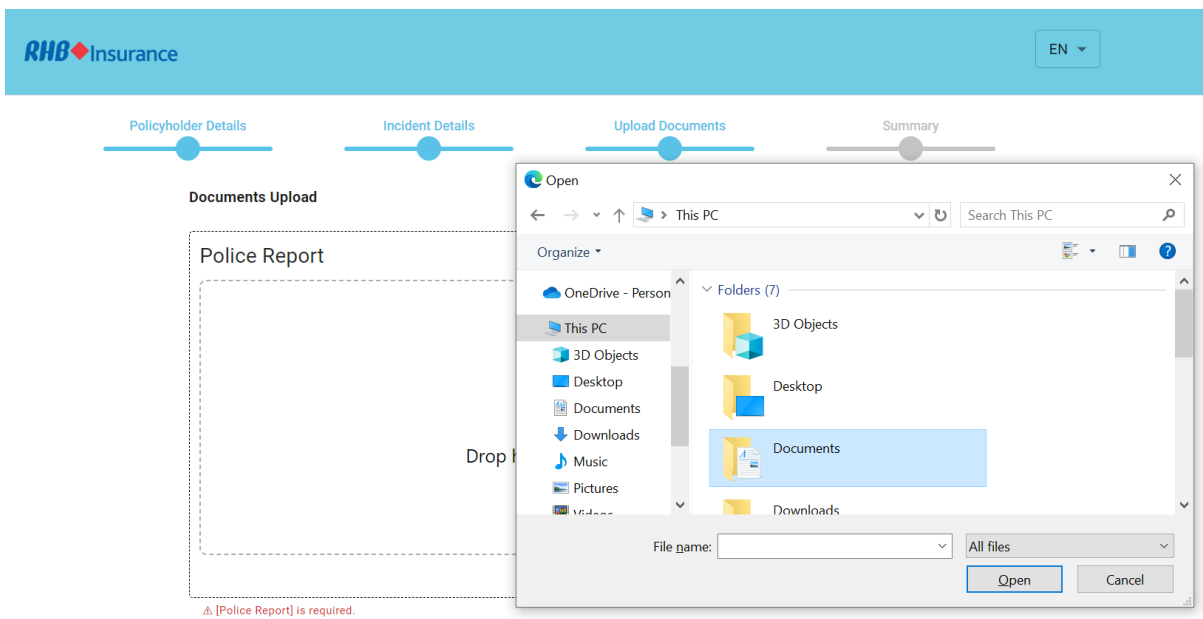 RHB Insurance
EN
Policyholder Details
Incident Details
Upload Documents
Summary
Documents Upload
Police Report
Drop
[Police Report] is required.
Open
This PC
Search This PC
Organize
OneDrive - Person
This PC
3D Objects
Desktop
Documents
Downloads
Music
Pictures
Videos
Folders (7)
3D Objects
Desktop
Documents
Downloads
File name:
All files
Open
Cancel